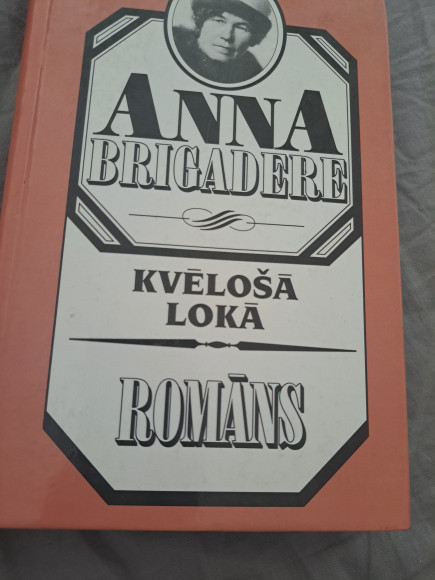 ANNA
BRIGADERE
KVĒLOŠĀ
LOKĀ
ROMĀNS